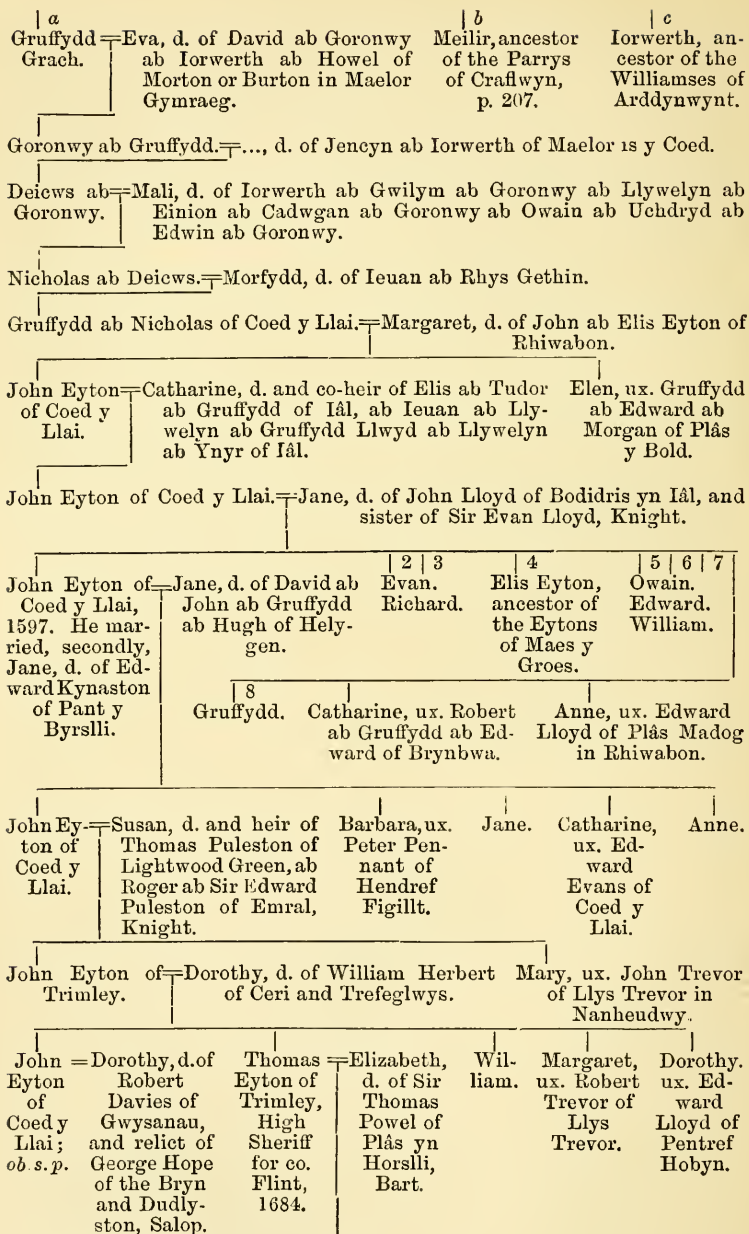 a
Gruffydd Grach.
Eva, d. of David ab Goronwy
ab Iorwerth ab Howel of
Morton or Burton in Maelor
Gymraeg.
b
Meilir, ancestor
of the Parrys
of Craflwyn,
p. 207.
c
Iorwerth, an-
cestor of the
Williamses of
Arddynwynt.
Goronwy ab Gruffydd.=..., d. of Jencyn ab Iorwerth of Maelor is y Coed.
Deicws ab
Goronwy.
Mali, d. of Iorwerth ab Gwilym ab Goronwy ab Llywelyn ab
Einion ab Cadwgan ab Goronwy ab Owain ab Uchdryd ab
Edwin ab Goronwy.
Nicholas ab Deicws.=Morfydd, d. of Ieuan ab Rhys Gethin.
Gruffydd ab Nicholas of Coed y Llai.=Margaret, d. of John ab Elis Eyton of
Rhiwabon.
John Eyton
of Coed y
Llai.
Catharine, d. and co-heir of Elis ab Tudor
ab Gruffydd of Iâl, ab Ieuan ab Lly-
welyn ab Gruffydd Llwyd ab Llywelyn
ab Ynyr of Iâl.
Elen, ux. Gruffydd
ab Edward ab
Morgan of Plâs
y Bold.
John Eyton of Coed y Llai.=Jane, d. of John Lloyd of Bodidris yn Iâl, and
sister of Sir Evan Lloyd, Knight.
John Eyton of
Coed y Llai,
1597. He mar-
ried, secondly,
Jane, d. of Ed-
ward Kynaston
of Pant y
Byrslli.
Jane, d. of David ab
John ab Gruffydd
ab Hugh of Hely-
gen.
2 3
Evan.
Richard.
4
Elis Eyton,
ancestor of
the Eytons
of Maes y
Groes.
5 6 7
Owain.
Edward.
William.
8
Gruffydd.
Catharine, ux. Robert
ab Gruffydd ab Ed-
ward of Brynbwa.
Anne, ux. Edward
Lloyd of Plâs Madog
in Rhiwabon.
John Ey-
ton of
Coed y
Llai.
Susan, d. and heir of
Thomas Puleston of
Lightwood Green, ab
Roger ab Sir Edward
Puleston of Emral,
Knight.
Barbara, ux.
Peter Pen-
nant of
Hendref
Figillt.
Jane.
Catharine,
ux. Ed-
ward
Evans of
Coed y
Llai.
Anne.
John Eyton of
Trimley.
Dorothy, d. of William Herbert
of Ceri and Trefeglwys.
Mary, ux. John Trevor
of Llys Trevor in
Nanheudwy.
John
Eyton
of
Coed y
Llai;
ob. s. p.
Dorothy, d. of
Robert
Davies of
Gwysanau,
and relict of
George Hope
of the Bryn
and Dudly-
ston, Salop.
Thomas
Eyton of
Trimley,
High
Sheriff
for co.
Flint,
1684.
Elizabeth,
d. of Sir
Thomas
Powel of
Plâs yn
Horslli,
Bart.
Wil-
liam.
Margaret,
ux. Robert
Trevor of
Llys
Trevor.
Dorothy.
ux. Ed-
ward
Lloyd of
Pentref
Hobyn.